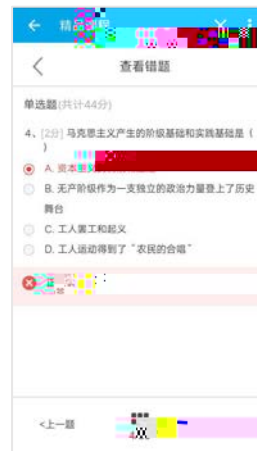 精品
查看错题
单选题(共计44分)
4、[2分] 马克思主义产生的阶级基础和实践基础是（
）
A. 资本
B. 无产阶级作为一支独立的政治力量登上了历史
舞台
C. 工人罢工和起义
D. 工人运动得到了“农民的合唱”
<上一题